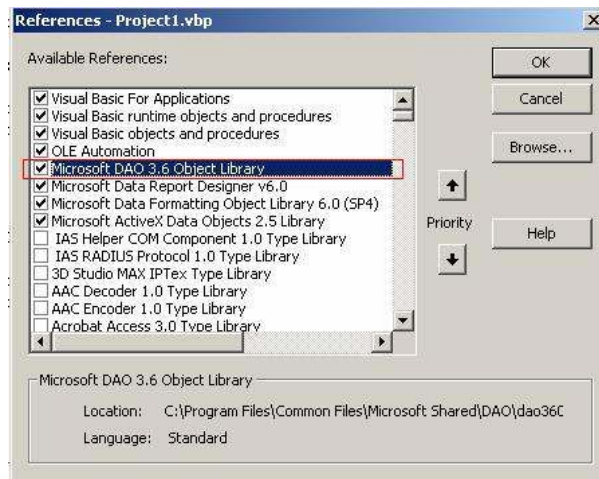 References - Project1.vbp
Available References:
OK
Cancel
Browse...
Help
Priority
Visual Basic For Applications
Visual Basic runtime objects and procedures
Visual Basic objects and procedures
OLE Automation
Microsoft DAO 3.6 Object Library
Microsoft Data Report Designer v6.0
Microsoft Data Formatting Object Library 6.0 (SP4)
Microsoft ActiveX Data Objects 2.5 Library
IAS Helper COM Component 1.0 Type Library
IAS RADIUS Protocol 1.0 Type Library
3D Studio MAX IPTex Type Library
AAC Decoder 1.0 Type Library
AAC Encoder 1.0 Type Library
Acrobat Access 3.0 Type Library
Microsoft DAO 3.6 Object Library
Location: C:\Program Files\Common Files\Microsoft Shared\DAO\dao360
Language: Standard